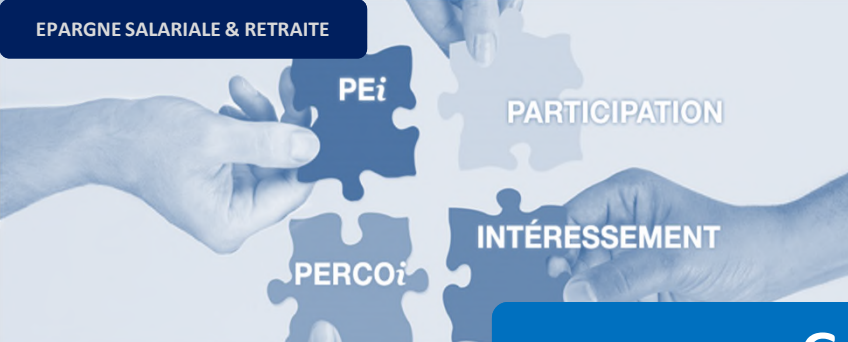 EPARGNE SALARIALE & RETRAITE
PEi
PARTICIPATION
INTÉRESSEMENT
PERCOi